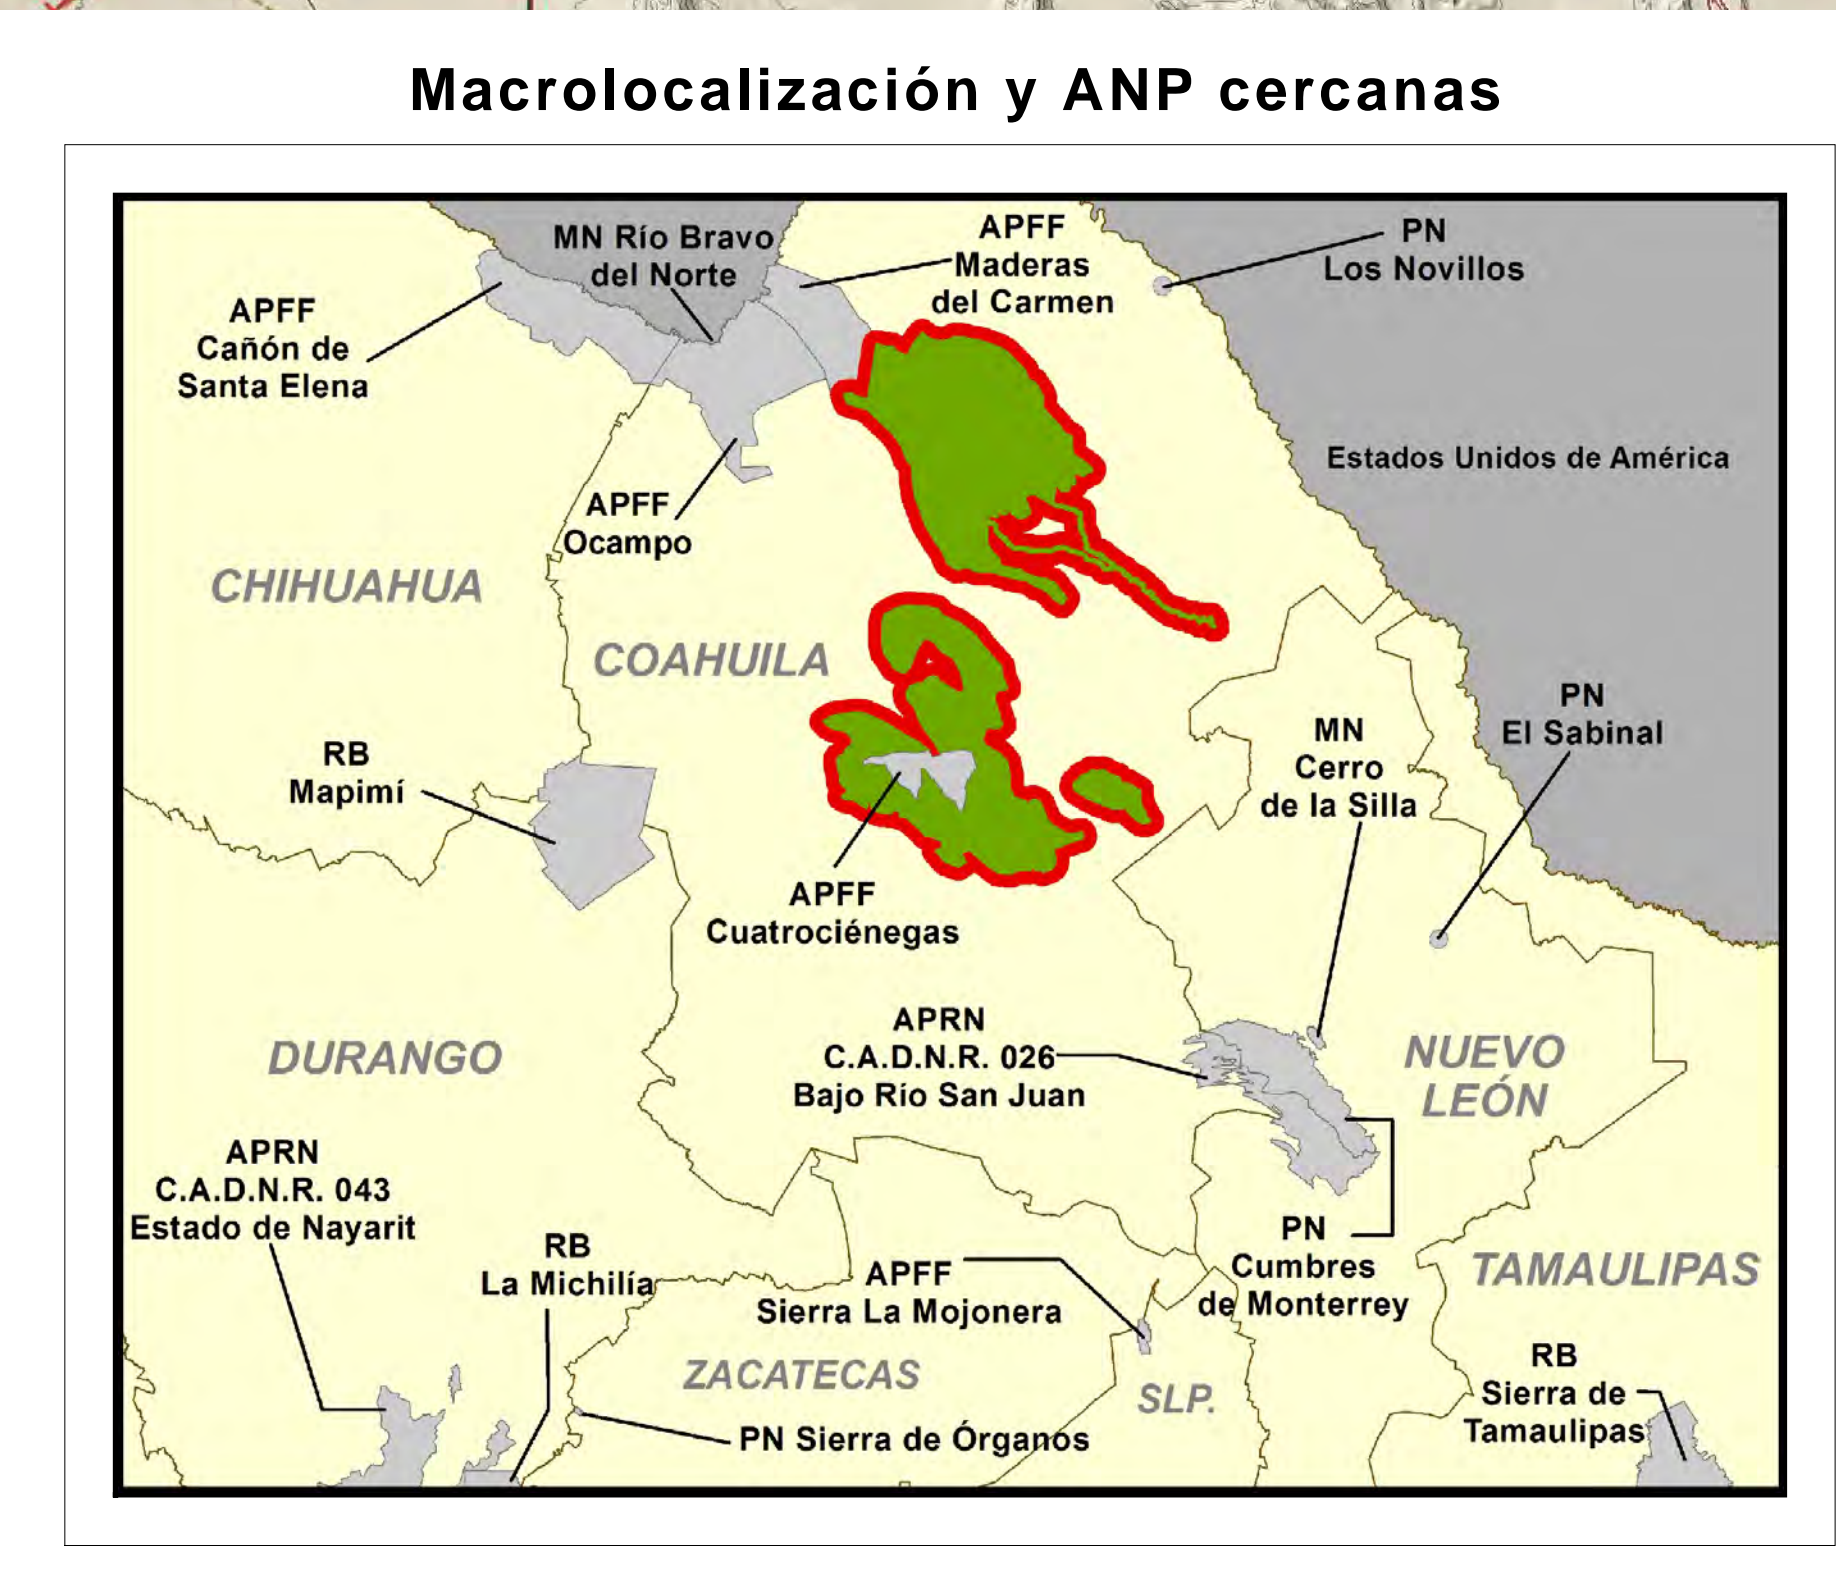 Macrolocalización y ANP cercanas
MN Río Bravo
del Norte
APFF
Maderas
del Carmen
PN
Los Novillos
APFF
Cañón de
Santa Elena
Estados Unidos de América
APFF
Ocampo
CHIHUAHUA
COAHUILA
PN
El Sabinal
MN
Cerro
de la Silla
RB
Mapimí
APFF
Cuatrociénegas
APRN
C.A.D.N.R. 026
Bajo Río San Juan
DURANGO
NUEVO
LEÓN
APRN
C.A.D.N.R. 043
Estado de Nayarit
RB
La Michilía
APFF
Sierra La Mojonera
PN
Cumbres
de Monterrey
TAMAULIPAS
ZACATECAS
SLP.
RB
Sierra de
Tamaulipas
PN Sierra de Órganos